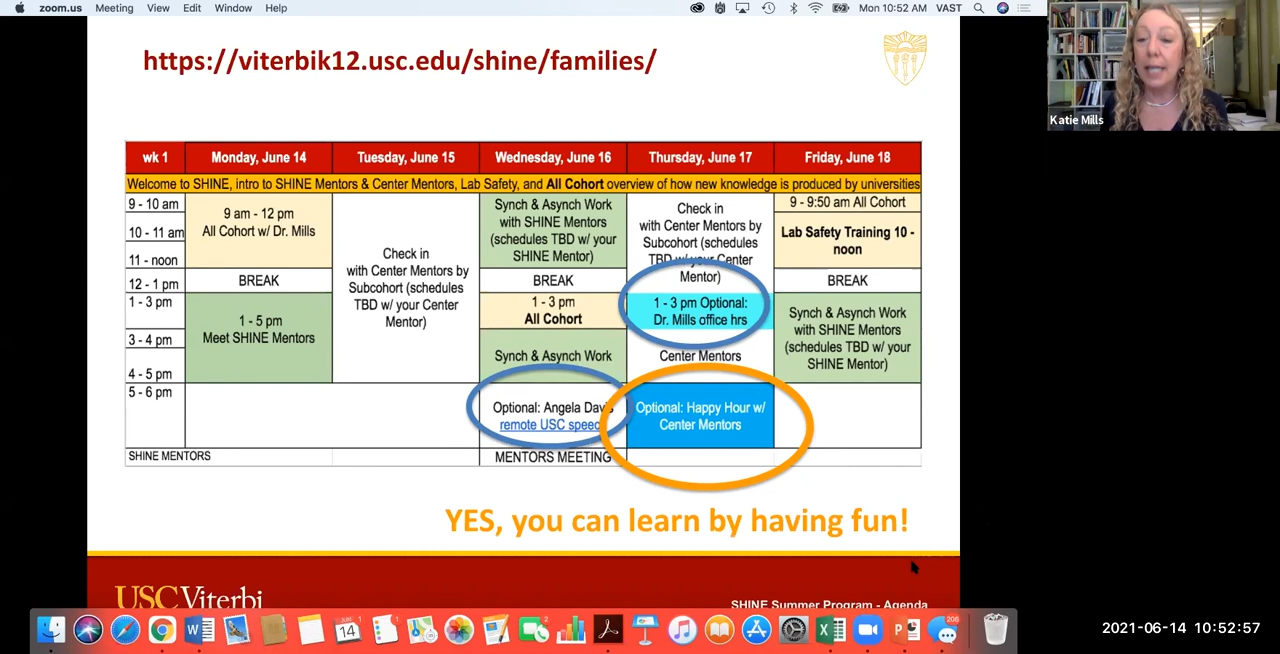 zoom.us Meeting View Edit Window Help
Mon 10:52 AM VAST
https://viterbik12.usc.edu/shine/families/
Katie Mills
wk 1 Monday, June 14 Tuesday, June 15 Wednesday, June 16 Thursday, June 17 Friday, June 18
Welcome to SHINE, intro to SHINE Mentors & Center Mentors, Lab Safety, and All Cohort overview of how new knowledge is produced by universities
9 - 10 am
10 - 11 am
11 - noon
12 - 1 pm
1 - 3 pm
3 - 4 pm
4 - 5 pm
5 - 6 pm
9 am - 12 pm
All Cohort w/ Dr. Mills
BREAK
1 - 5 pm
Meet SHINE Mentors
Check in
with Center Mentors by
Subcohort (schedules
TBD w/ your Center
Mentor)
Synch & Asynch Work
with SHINE Mentors
(schedules TBD w/ your
SHINE Mentor)
BREAK
1 - 3 pm
All Cohort
Synch & Asynch Work
Optional: Angela Davis
remote USC speec
Check in
with Center Mentors by
Subcohort (schedules
TBD w/ your Center
Mentor)
1 - 3 pm Optional:
Dr. Mills office hrs
Center Mentors
Optional: Happy Hour w/
Center Mentors
9 - 9:50 am All Cohort
Lab Safety Training 10 -
noon
BREAK
Synch & Asynch Work
with SHINE Mentors
(schedules TBD w/ your
SHINE Mentor)
SHINE MENTORS MENTORS MEETING
YES, you can learn by having fun!
USC Viterbi
SHINE Summer Program - Agenda
JUN
14
2
206
2021-06-14 10:52:57